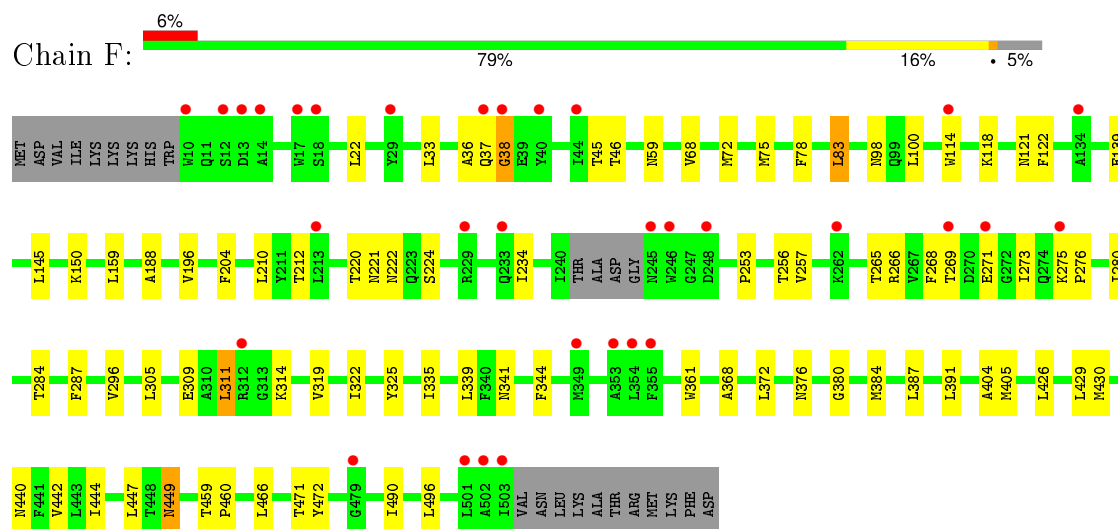 6%
Chain F:
79% 16% • 5%
MET ASP VAL ILE LYS LYS LYS HIS TRP W10 Q11 S12 D13 A14 W17 S18 L22 Y29 L33 A36 Q37 G38 E39 Y40 I44 T45 T46 N59 V68 M72 M75 F78 L83 N98 Q99 L100 W114 K118 N121 F122 A134
L145 K150 L159 A188 V196 F204 L210 Y211 T212 L213 T220 N221 N222 Q223 S224 R229 Q233 I234 I240 THR ALA ASP GLY N245 W246 G247 D248 P253 T256 V257 K262 T265 R266 V267 F268 T269 D270 E271 G272 I273 Q274 K275 P276
T284 F287 V296 L305 E309 A310 L311 R312 G313 K314 V319 I322 Y325 I335 L339 F340 N341 F344 M349 A353 L354 F355 W361 A368 L372 N376 G380 M384 L387 L391 A404 M405 L426 L429 M430
N440 F441 V442 L443 I444 L447 T448 N449 T459 P460 L466 T471 Y472 G479 I490 L496 L501 A502 I503 VAL ASN LEU LYS ALA THR ARG MET LYS PHE ASP